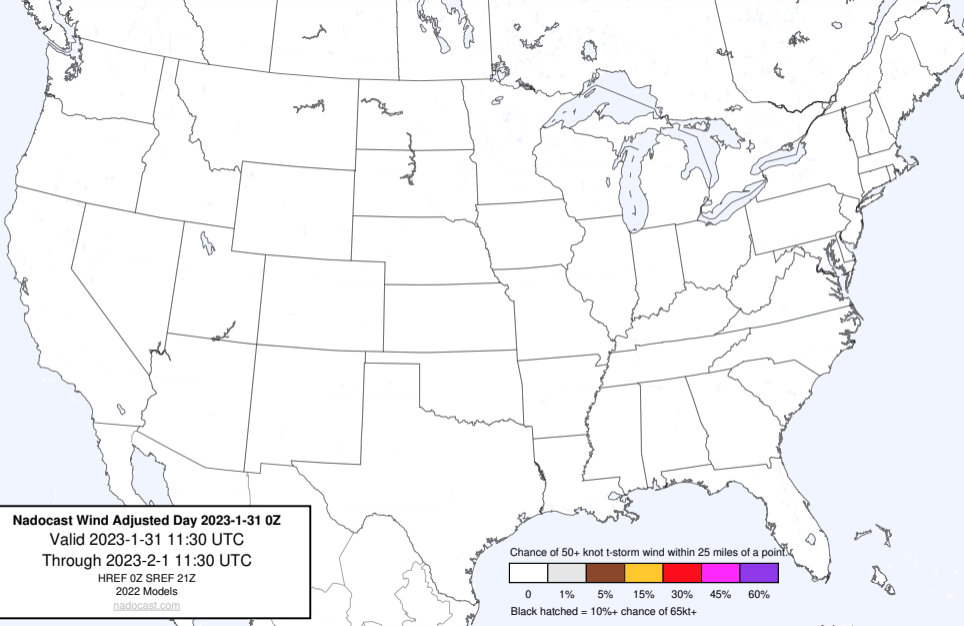 Nadocast Wind Adjusted Day 2023-1-31 0Z
Valid 2023-1-31 11:30 UTC
Through 2023-2-1 11:30 UTC
HREF 0Z SREF 21Z
2022 Models
nadocast.com
Chance of 50+ knot t-storm wind within 25 miles of a point.
0 1% 5% 15% 30% 45% 60%
Black hatched = 10%+ chance of 65kt+